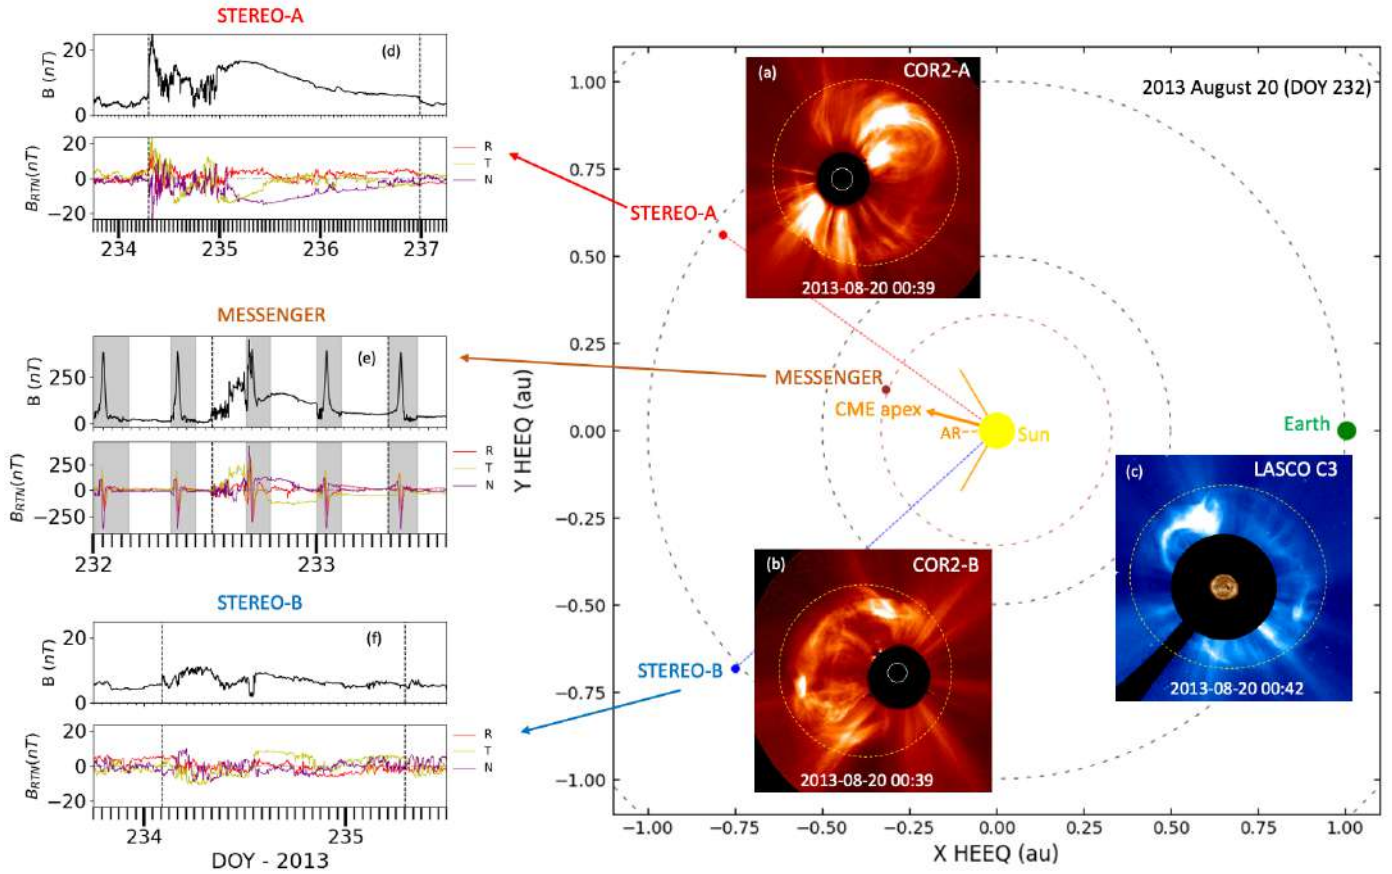 STEREO-A
(d)
B (nT)
20
0
B_RTN(nT)
20
0
−20
R
T
N
234
235
236
237
MESSENGER
(e)
B (nT)
250
0
B_RTN(nT)
250
0
−250
R
T
N
232
233
STEREO-B
(f)
B (nT)
20
0
B_RTN(nT)
20
0
−20
R
T
N
234
235
DOY - 2013
2013 August 20 (DOY 232)
(a)
COR2-A
2013-08-20 00:39
STEREO-A
MESSENGER
CME apex
AR
Sun
Earth
(c)
LASCO C3
2013-08-20 00:42
(b)
COR2-B
2013-08-20 00:39
STEREO-B
Y HEEQ (au)
1.00
0.75
0.50
0.25
0.00
−0.25
−0.50
−0.75
−1.00
−1.00
−0.75
−0.50
−0.25
0.00
0.25
0.50
0.75
1.00
X HEEQ (au)